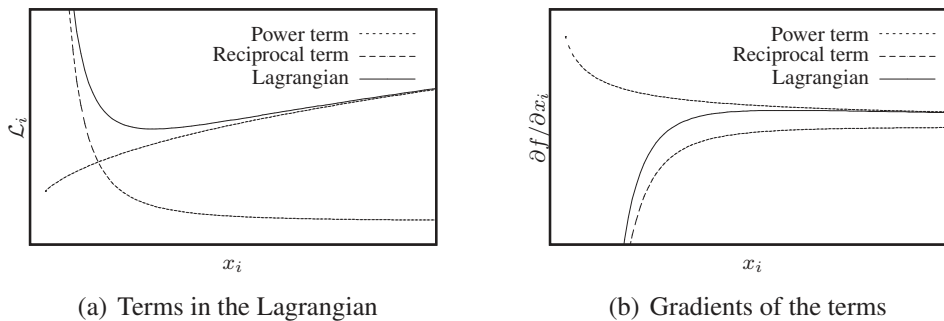 Power term
Reciprocal term
Lagrangian
ℒᵢ
xᵢ
(a) Terms in the Lagrangian
Power term
Reciprocal term
Lagrangian
∂f/∂xᵢ
xᵢ
(b) Gradients of the terms